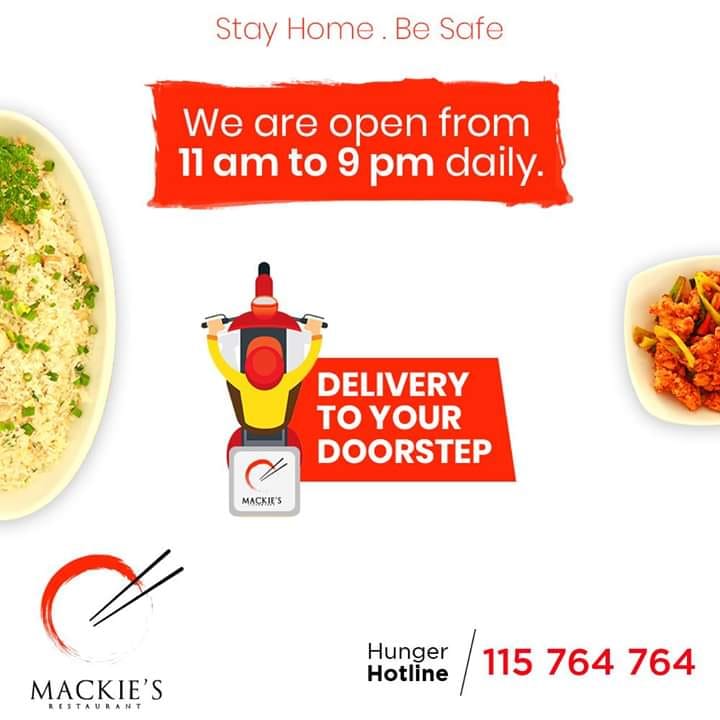 Stay Home . Be Safe
We are open from
11 am to 9 pm daily.
DELIVERY
TO YOUR
DOORSTEP
MACKIE'S
MACKIE'S
RESTAURANT
Hunger
Hotline
115 764 764